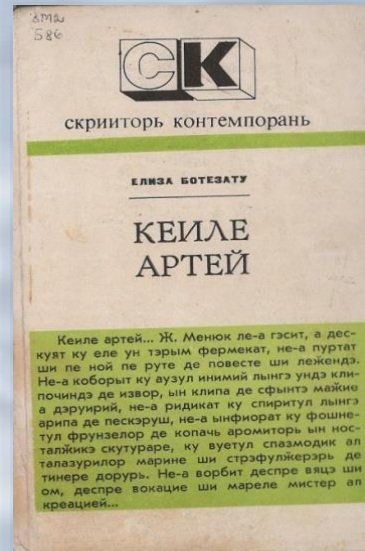 8М2
586
СК
скрииторь контемпорань
ЕЛИЗА БОТЕЗАТУ
КЕИЛЕ
АРТЕЙ
Кеиле артей... Ж. Менюк ле-а гэсит, а дес-
куят ку еле ун тэрым фермекат, не-а пуртат
ши пе ной пе руте де повесте ши лежендэ.
Не-а коборыт ку аузул инимий лынгэ ундэ кли-
починдэ де извор, ын клипа де сфынтэ мажие
а дэруирий, не-а ридикат ку спиритул лынгэ
арипа де пескэруш, не-а ынфиорат ку фошне-
тул фрунзелор де копачь аромиторь ын нос-
талжикэ скутураре, ку вуетул спазмодик ал
талазурилор марине ши стрэфулжерэрь де
тинере дорурь. Не-а ворбит деспре вяцэ ши
ом, деспре вокацие ши мареле мистер ал
креацией...